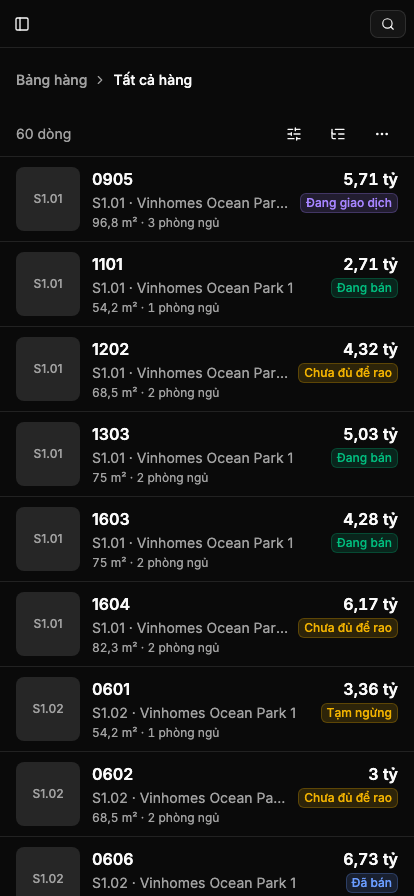 Bảng hàng > Tất cả hàng
60 dòng
S1.01
0905
5,71 tỷ
S1.01 · Vinhomes Ocean Par...
Đang giao dịch
96,8 m² · 3 phòng ngủ
S1.01
1101
2,71 tỷ
S1.01 · Vinhomes Ocean Park 1
Đang bán
54,2 m² · 1 phòng ngủ
S1.01
1202
4,32 tỷ
S1.01 · Vinhomes Ocean Par...
Chưa đủ để rao
68,5 m² · 2 phòng ngủ
S1.01
1303
5,03 tỷ
S1.01 · Vinhomes Ocean Park 1
Đang bán
75 m² · 2 phòng ngủ
S1.01
1603
4,28 tỷ
S1.01 · Vinhomes Ocean Park 1
Đang bán
75 m² · 2 phòng ngủ
S1.01
1604
6,17 tỷ
S1.01 · Vinhomes Ocean Par...
Chưa đủ để rao
82,3 m² · 2 phòng ngủ
S1.02
0601
3,36 tỷ
S1.02 · Vinhomes Ocean Park 1
Tạm ngừng
54,2 m² · 1 phòng ngủ
S1.02
0602
3 tỷ
S1.02 · Vinhomes Ocean Pa...
Chưa đủ để rao
68,5 m² · 2 phòng ngủ
S1.02
0606
6,73 tỷ
S1.02 · Vinhomes Ocean Park 1
Đã bán